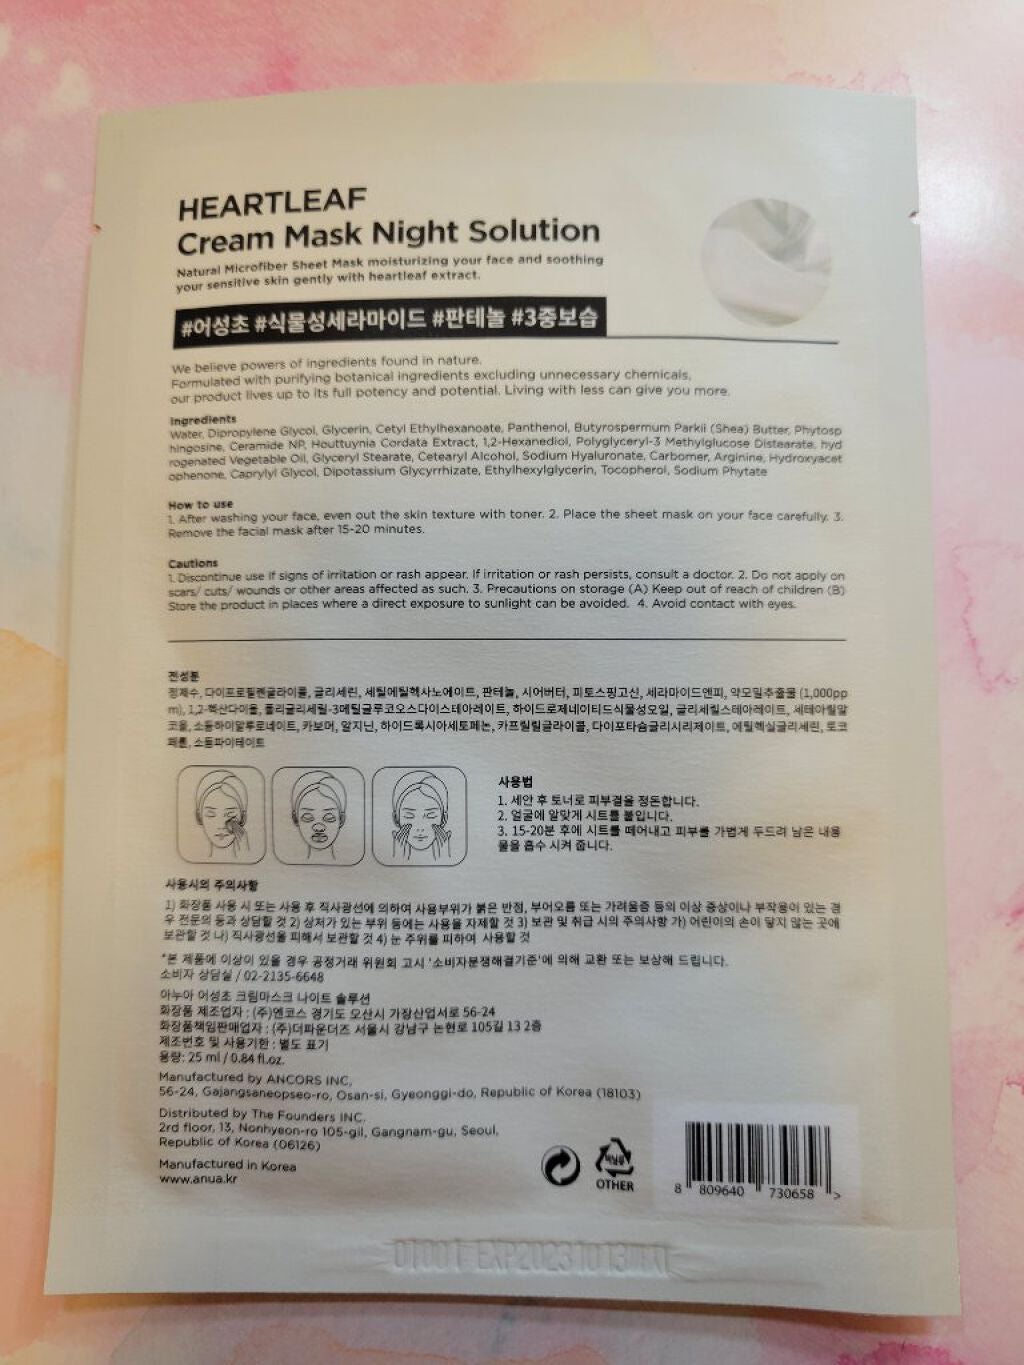 HEARTLEAF
Cream Mask Night Solution
Natural Microfiber Sheet Mask moisturizing your face and soothing
your sensitive skin gently with heartleaf extract.
#어성초 #식물성세라마이드 #판테놀 #3중보습
We believe powers of ingredients found in nature.
Formulated with purifying botanical ingredients excluding unnecessary chemicals,
our product lives up to its full potency and potential. Living with less can give you more.
Ingredients
Water, Dipropylene Glycol, Glycerin, Cetyl Ethylhexanoate, Panthenol, Butyrospermum Parkii (Shea) Butter, Phytosp
hingosine, Ceramide NP, Houttuynia Cordata Extract, 1,2-Hexanediol, Polyglyceryl-3 Methylglucose Distearate, hyd
rogenated Vegetable Oil, Glyceryl Stearate, Cetearyl Alcohol, Sodium Hyaluronate, Carbomer, Arginine, Hydroxyacet
ophenone, Caprylyl Glycol, Dipotassium Glycyrrhizate, Ethylhexylglycerin, Tocopherol, Sodium Phytate
How to use
1. After washing your face, even out the skin texture with toner. 2. Place the sheet mask on your face carefully. 3.
Remove the facial mask after 15-20 minutes.
Cautions
1. Discontinue use if signs of irritation or rash appear. If irritation or rash persists, consult a doctor. 2. Do not apply on
scars/ cuts/ wounds or other areas affected as such. 3. Precautions on storage (A) Keep out of reach of children (B)
Store the product in places where a direct exposure to sunlight can be avoided. 4. Avoid contact with eyes.
전성분
정제수, 다이프로필렌글라이콜, 글리세린, 세틸에틸헥사노에이트, 판테놀, 시어버터, 피토스핑고신, 세라마이드엔피, 약모밀추출물 (1,000pp
m), 1,2-헥산다이올, 폴리글리세릴-3메틸글루코오스다이스테아레이트, 하이드로제네이티드식물성오일, 글리세릴스테아레이트, 세테아릴알
코올, 소듐하이알루로네이트, 카보머, 알지닌, 하이드록시아세토페논, 카프릴릴글라이콜, 다이포타슘글리시리제이트, 에틸헥실글리세린, 토코
페롤, 소듐파이테이트
사용법
1. 세안 후 토너로 피부결을 정돈합니다.
2. 얼굴에 알맞게 시트를 붙입니다.
3. 15-20분 후에 시트를 떼어내고 피부를 가볍게 두드려 남은 내용
물을 흡수 시켜 줍니다.
사용시의 주의사항
1) 화장품 사용 시 또는 사용 후 직사광선에 의하여 사용부위가 붉은 반점, 부어오름 또는 가려움증 등의 이상 증상이나 부작용이 있는 경
우 전문의 등과 상담할 것 2) 상처가 있는 부위 등에는 사용을 자제할 것 3) 보관 및 취급 시의 주의사항 가) 어린이의 손이 닿지 않는 곳에
보관할 것 나) 직사광선을 피해서 보관할 것 4) 눈 주위를 피하여 사용할 것
*본 제품에 이상이 있을 경우 공정거래 위원회 고시 '소비자분쟁해결기준'에 의해 교환 또는 보상해 드립니다.
소비자 상담실 / 02-2135-6648
아누아 어성초 크림마스크 나이트 솔루션
화장품 제조업자 : (주)엔코스 경기도 오산시 가장산업서로 56-24
화장품책임판매업자 : (주)더파운더즈 서울시 강남구 논현로 105길 13 2층
제조번호 및 사용기한 : 별도 표기
용량: 25 ml / 0.84 fl.oz.
Manufactured by ANCORS INC,
56-24, Gajangsaneopseo-ro, Osan-si, Gyeonggi-do, Republic of Korea (18103)
Distributed by The Founders INC.
2rd floor, 13, Nonhyeon-ro 105-gil, Gangnam-gu, Seoul,
Republic of Korea (06126)
Manufactured in Korea
www.anua.kr
비닐류
OTHER
8 809640 730658 >
01001 EXP20231013